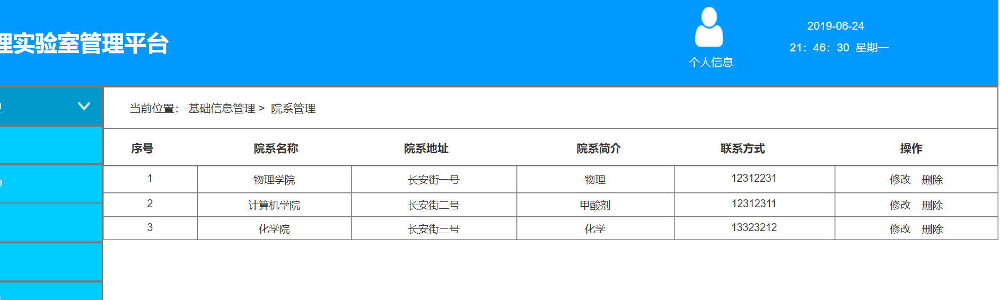 理实验室管理平台
2019-06-24
21：46：30 星期一
个人信息
理
当前位置： 基础信息管理 > 院系管理
序号 院系名称 院系地址 院系简介 联系方式 操作
1 物理学院 长安街一号 物理 12312231 修改 删除
理
2 计算机学院 长安街二号 甲酸剂 12312311 修改 删除
3 化学院 长安街三号 化学 13323212 修改 删除